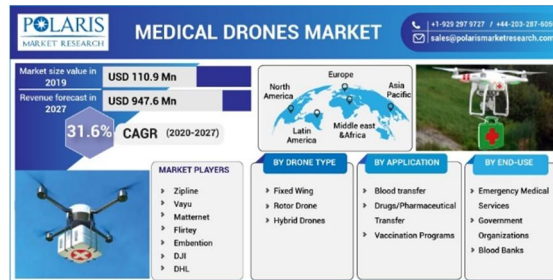 POLARIS
MARKET RESEARCH
MEDICAL DRONES MARKET
+1-929 297 9727 / +44-203-287-605
sales@polarismarketresearch.com
Market size value in
2019
USD 110.9 Mn
Revenue forecast in
2027
USD 947.6 Mn
31.6%
CAGR (2020-2027)
North
America
Europe
Asia
Pacific
Latin
America
Middle east
&Africa
MARKET PLAYERS
Zipline
Vayu
Matternet
Flirtey
Embention
DJI
DHL
BY DRONE TYPE
Fixed Wing
Rotor Drone
Hybrid Drones
BY APPLICATION
Blood transfer
Drugs/Pharmaceutical
Transfer
Vaccination Programs
BY END-USE
Emergency Medical
Services
Government
Organizations
Blood Banks